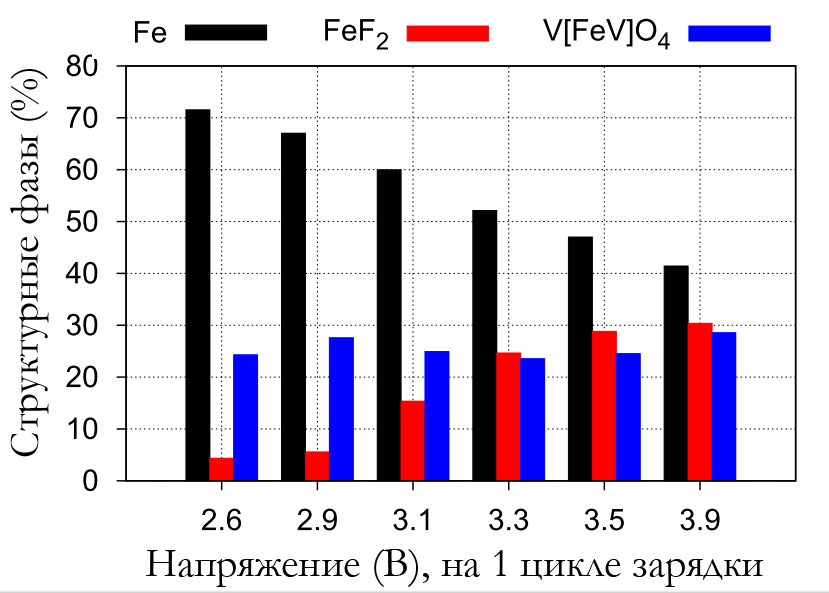 Fe FeF2 V[FeV]O4
Структурные фазы (%)
80
70
60
50
40
30
20
10
0
2.6 2.9 3.1 3.3 3.5 3.9
Напряжение (В), на 1 цикле зарядки